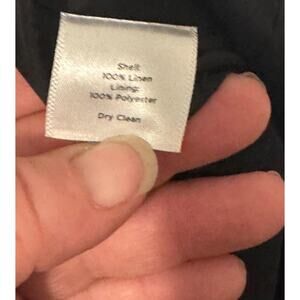 Shell:
100% Linen
Lining:
100% Polyester
Dry Clean